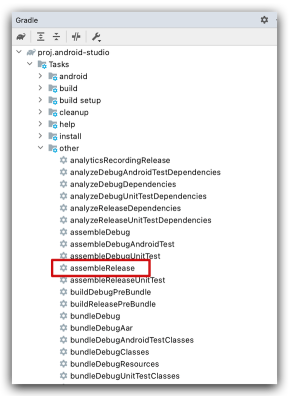 Gradle
proj.android-studio
Tasks
android
build
build setup
cleanup
help
install
other
analyticsRecordingRelease
analyzeDebugAndroidTestDependencies
analyzeDebugDependencies
analyzeDebugUnitTestDependencies
analyzeReleaseDependencies
analyzeReleaseUnitTestDependencies
assembleDebug
assembleDebugAndroidTest
assembleDebugUnitTest
assembleRelease
assembleReleaseUnitTest
buildDebugPreBundle
buildReleasePreBundle
bundleDebug
bundleDebugAar
bundleDebugAndroidTestClasses
bundleDebugClasses
bundleDebugResources
bundleDebugUnitTestClasses